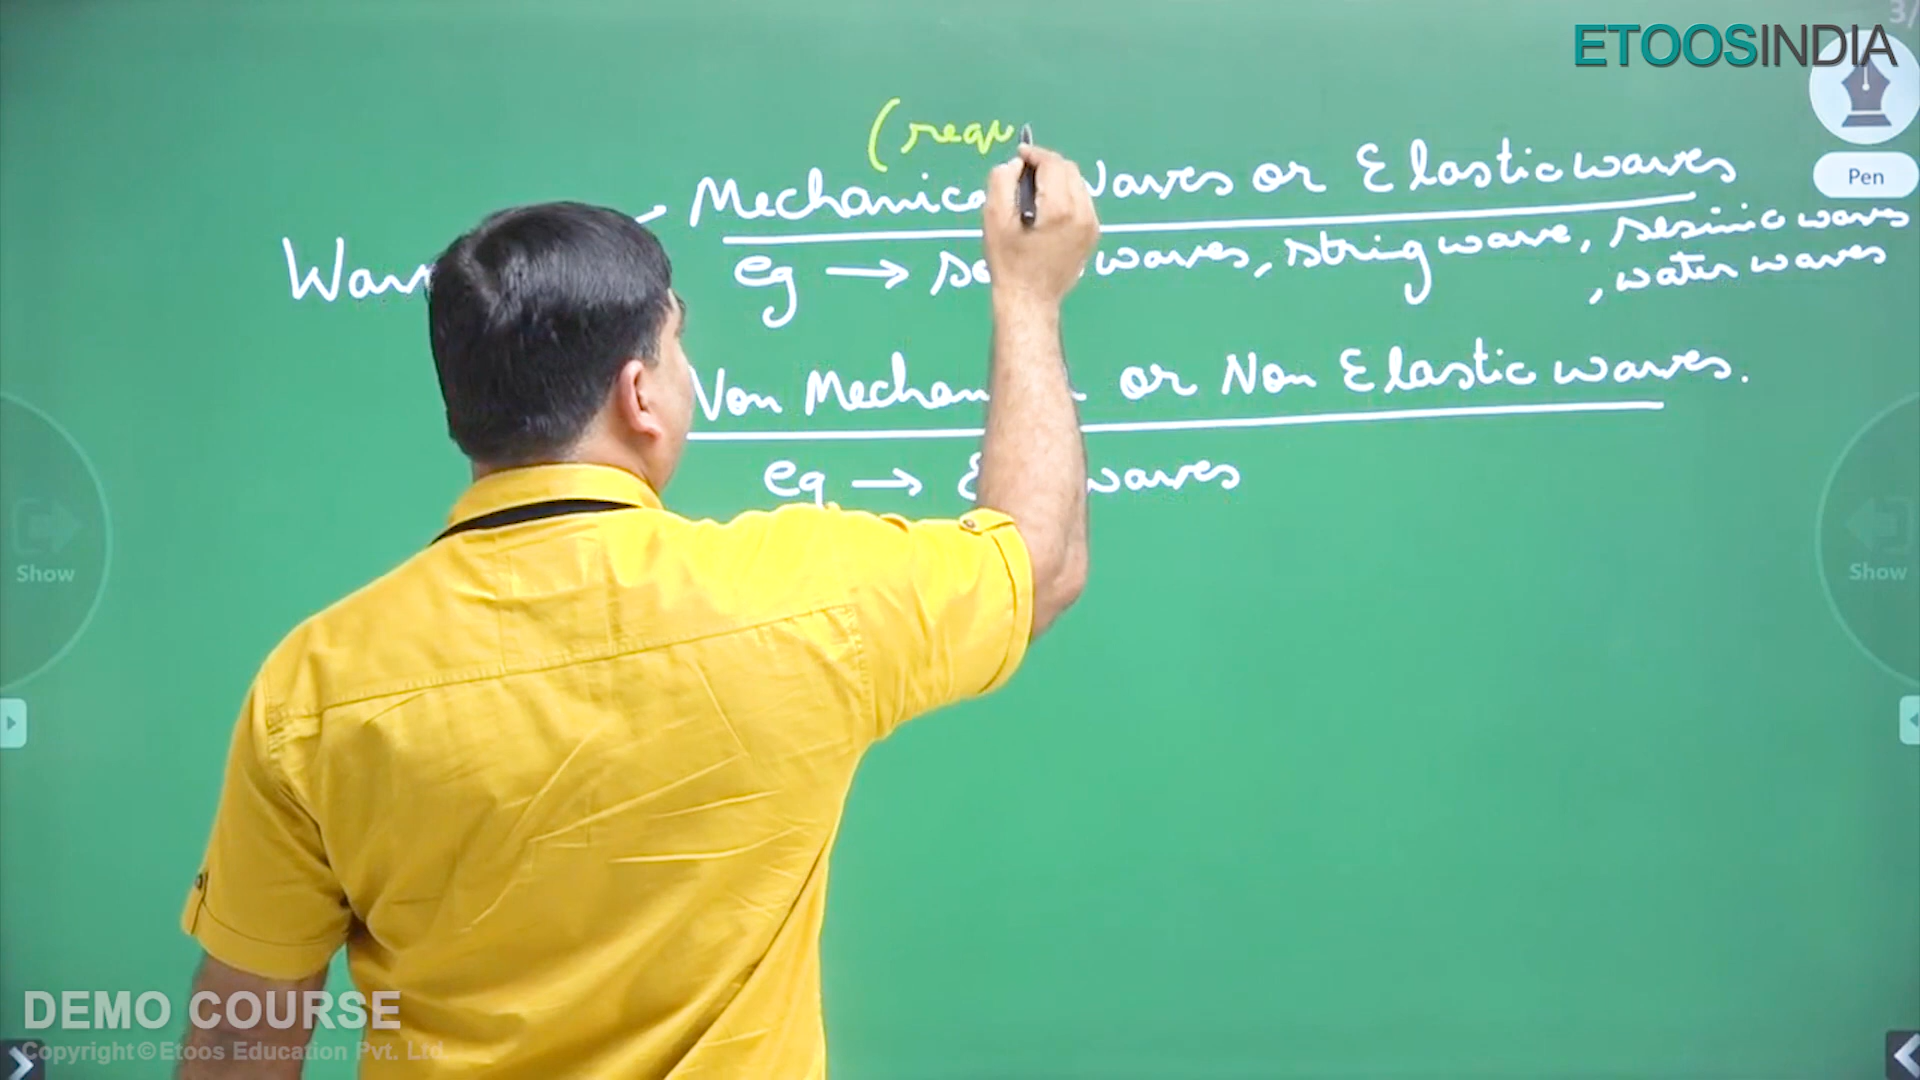 3/
ETOOSINDIA
Pen
(requ
Mechanica Waves or Elastic waves
Wav
eg → so waves, string wave, sesimic waves
, water waves
Non Mechan or Non Elastic waves.
eg → E waves
Show
Show
DEMO COURSE
Copyright © Etoos Education Pvt. Ltd.